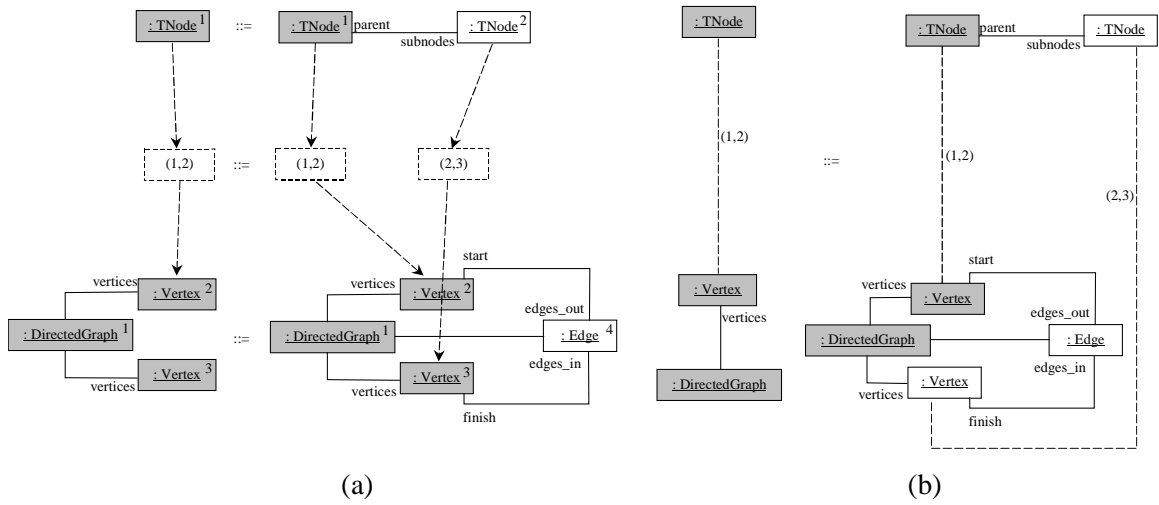 : TNode 1
::=
: TNode 1
parent
subnodes
: TNode 2
(1,2)
::=
(1,2)
(2,3)
vertices
: Vertex 2
: DirectedGraph 1
vertices
: Vertex 3
::=
vertices
: Vertex 2
start
edges_out
: DirectedGraph 1
: Edge 4
edges_in
vertices
: Vertex 3
finish
(a)
: TNode
(1,2)
: Vertex
vertices
: DirectedGraph
::=
: TNode
parent
subnodes
: TNode
(1,2)
(2,3)
start
vertices
: Vertex
edges_out
: DirectedGraph
: Edge
edges_in
vertices
: Vertex
finish
(b)